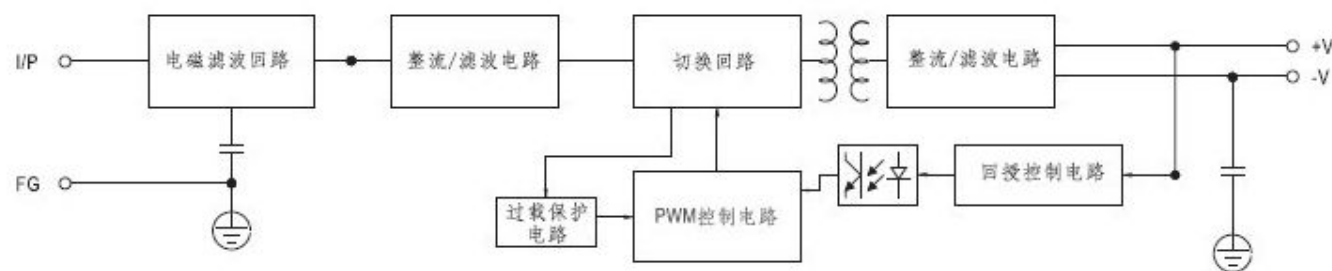 I/P
电磁滤波回路
整流/滤波电路
切换回路
整流/滤波电路
+V
-V
FG
过载保护
电路
PWM控制电路
回授控制电路